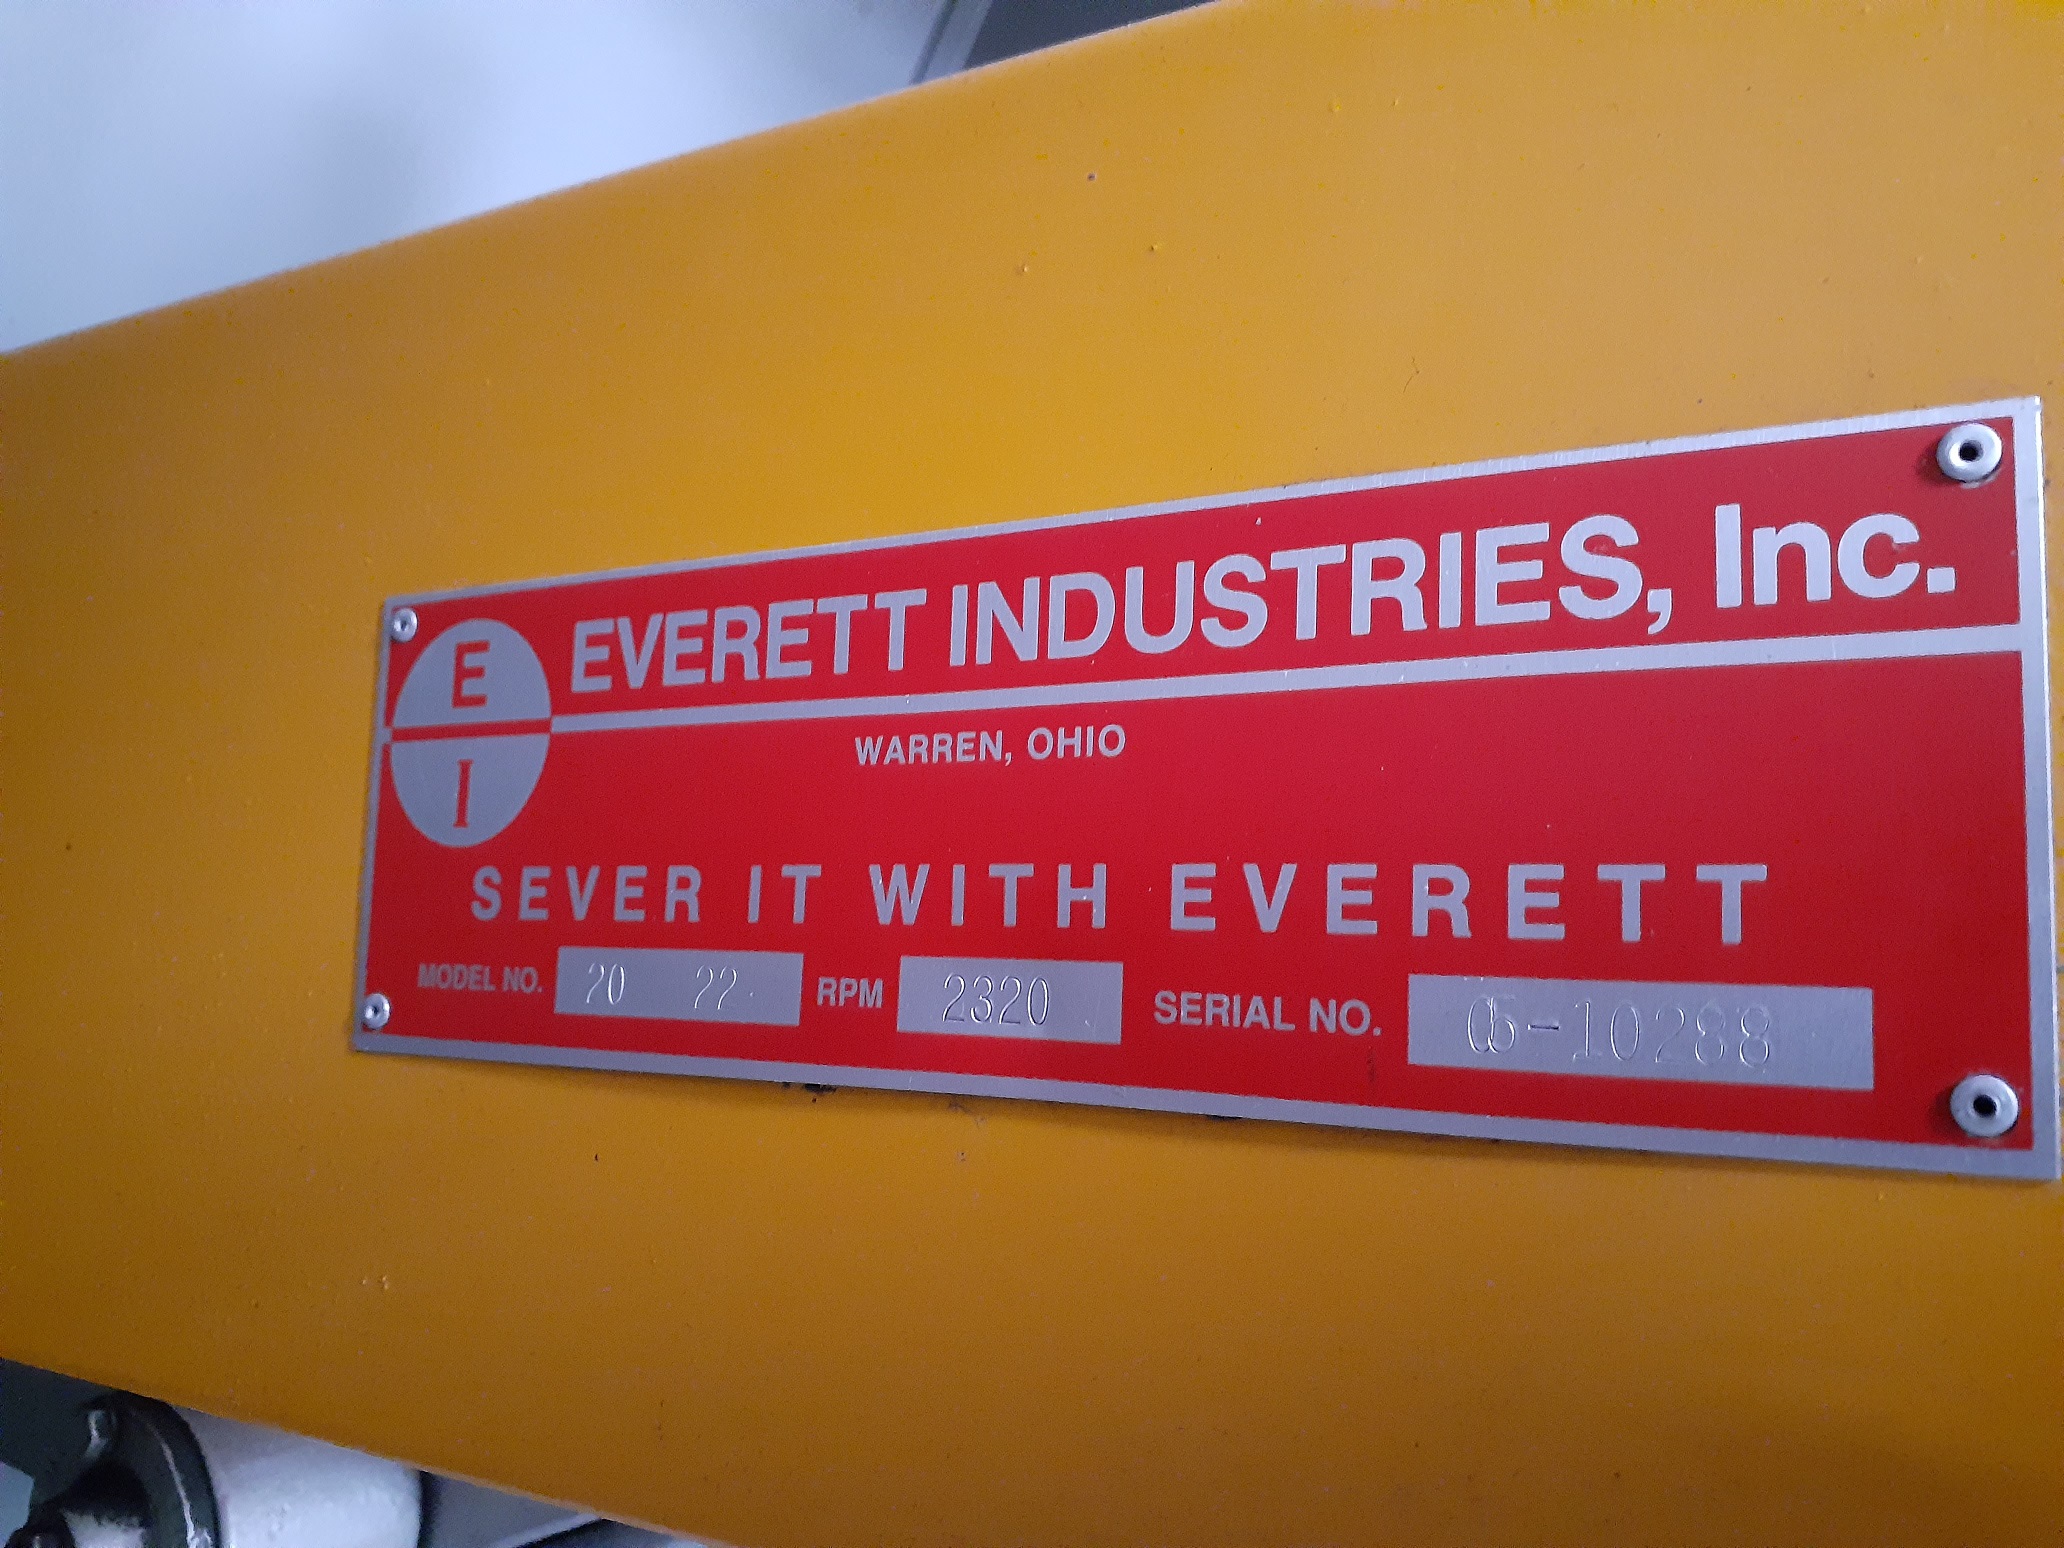 E
I
EVERETT INDUSTRIES, Inc.
WARREN, OHIO
SEVER IT WITH EVERETT
MODEL NO. 20 22 RPM 2320 SERIAL NO. 05-10288